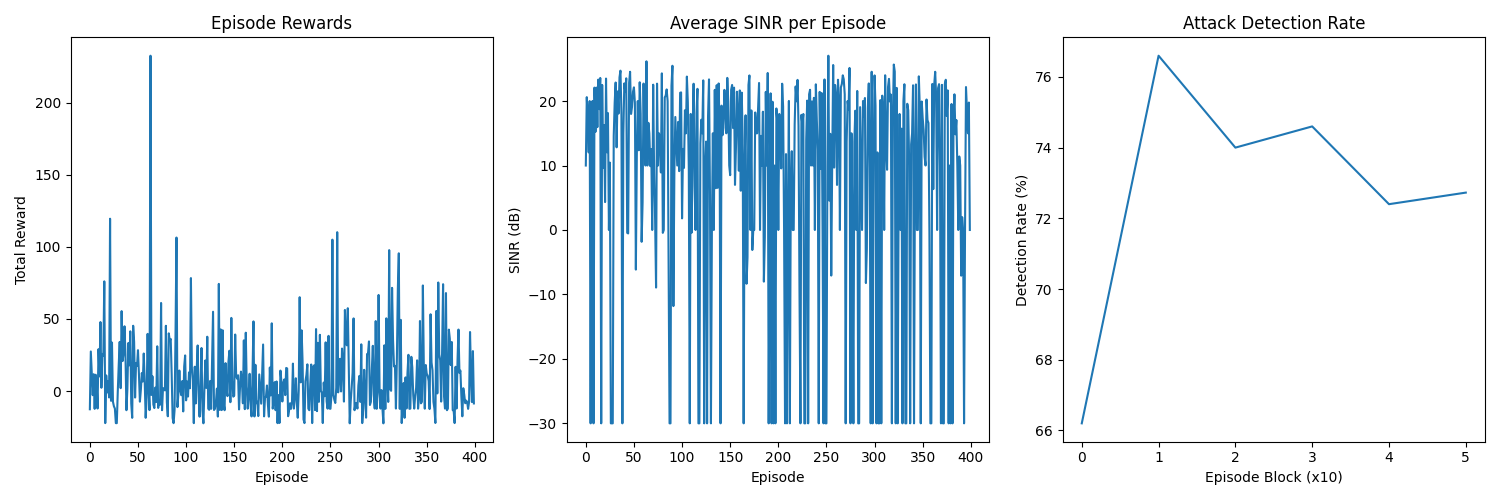 Episode Rewards
Total Reward
200
150
100
50
0
0 50 100 150 200 250 300 350 400
Episode
Average SINR per Episode
SINR (dB)
20
10
0
−10
−20
−30
0 50 100 150 200 250 300 350 400
Episode
Attack Detection Rate
Detection Rate (%)
76
74
72
70
68
66
0 1 2 3 4 5
Episode Block (x10)